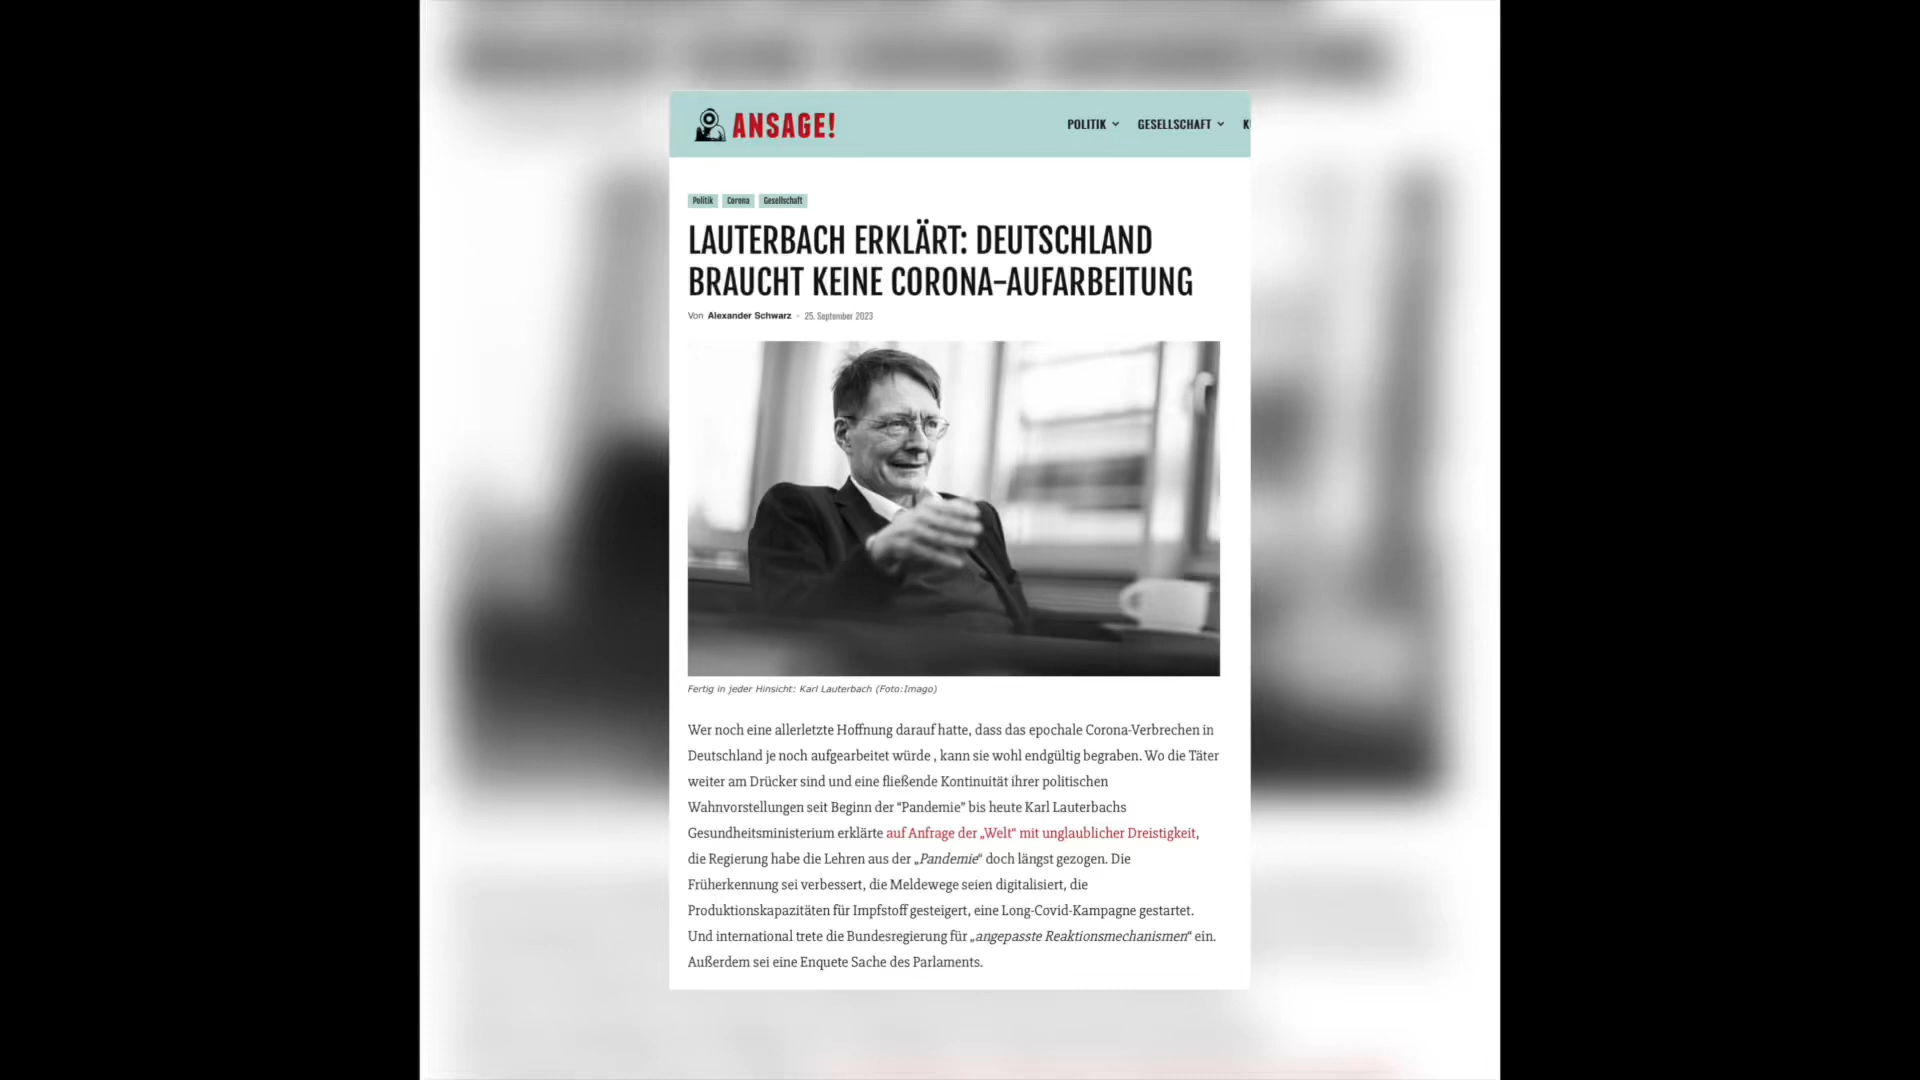 ANSAGE!
POLITIK GESELLSCHAFT
Politik Corona Gesellschaft
LAUTERBACH ERKLÄRT: DEUTSCHLAND
BRAUCHT KEINE CORONA-AUFARBEITUNG
Von Alexander Schwarz - 25. September 2023
Fertig in jeder Hinsicht: Karl Lauterbach (Foto:Imago)
Wer noch eine allerletzte Hoffnung darauf hatte, dass das epochale Corona-Verbrechen in
Deutschland je noch aufgearbeitet würde , kann sie wohl endgültig begraben. Wo die Täter
weiter am Drücker sind und eine fließende Kontinuität ihrer politischen
Wahnvorstellungen seit Beginn der “Pandemie” bis heute Karl Lauterbachs
Gesundheitsministerium erklärte auf Anfrage der „Welt“ mit unglaublicher Dreistigkeit,
die Regierung habe die Lehren aus der „Pandemie“ doch längst gezogen. Die
Früherkennung sei verbessert, die Meldewege seien digitalisiert, die
Produktionskapazitäten für Impfstoff gesteigert, eine Long-Covid-Kampagne gestartet.
Und international trete die Bundesregierung für „angepasste Reaktionsmechanismen“ ein.
Außerdem sei eine Enquete Sache des Parlaments.